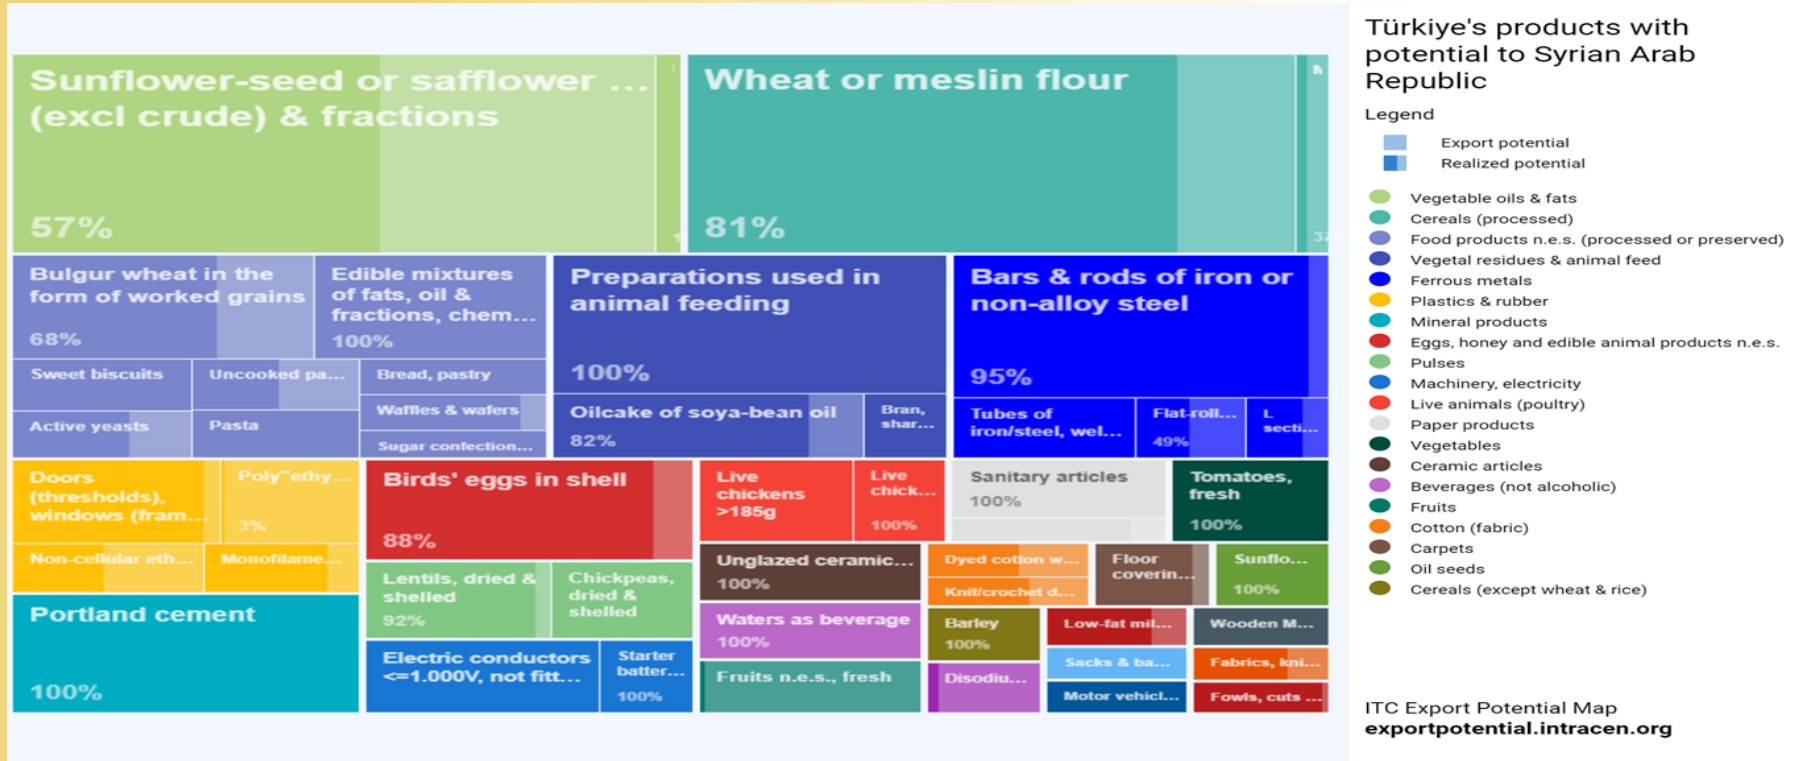 Türkiye's products with
potential to Syrian Arab
Republic
Legend
Export potential
Realized potential
Vegetable oils & fats
Cereals (processed)
Food products n.e.s. (processed or preserved)
Vegetal residues & animal feed
Ferrous metals
Plastics & rubber
Mineral products
Eggs, honey and edible animal products n.e.s.
Pulses
Machinery, electricity
Live animals (poultry)
Paper products
Vegetables
Ceramic articles
Beverages (not alcoholic)
Fruits
Cotton (fabric)
Carpets
Oil seeds
Cereals (except wheat & rice)
ITC Export Potential Map
exportpotential.intracen.org
Sunflower-seed or safflower ...
(excl crude) & fractions
57%
Wheat or meslin flour
81%
Bulgur wheat in the
form of worked grains
68%
Edible mixtures
of fats, oil &
fractions, chem...
100%
Sweet biscuits
Uncooked pa...
Bread, pastry
Waffles & wafers
Active yeasts
Pasta
Sugar confection...
Preparations used in
animal feeding
100%
Oilcake of soya-bean oil
82%
Bran,
shar...
Bars & rods of iron or
non-alloy steel
95%
Tubes of
iron/steel, wel...
Flat-roll...
49%
L
secti...
Doors
(thresholds),
windows (fram...
Poly"ethy...
3%
Non-cellular eth...
Monofilame...
Portland cement
100%
Birds' eggs in shell
88%
Lentils, dried &
shelled
92%
Chickpeas,
dried &
shelled
Electric conductors
<=1.000V, not fitt...
Starter
batter...
100%
Live
chickens
>185g
Live
chick...
100%
Sanitary articles
100%
Tomatoes,
fresh
100%
Unglazed ceramic...
100%
Waters as beverage
100%
Fruits n.e.s., fresh
Dyed cotton w...
Knit/crochet d...
Floor
coverin...
Sunflo...
100%
Barley
100%
Disodiu...
Low-fat mil...
Wooden M...
Sacks & ba...
Fabrics, kni...
Motor vehicl...
Fowls, cuts ...